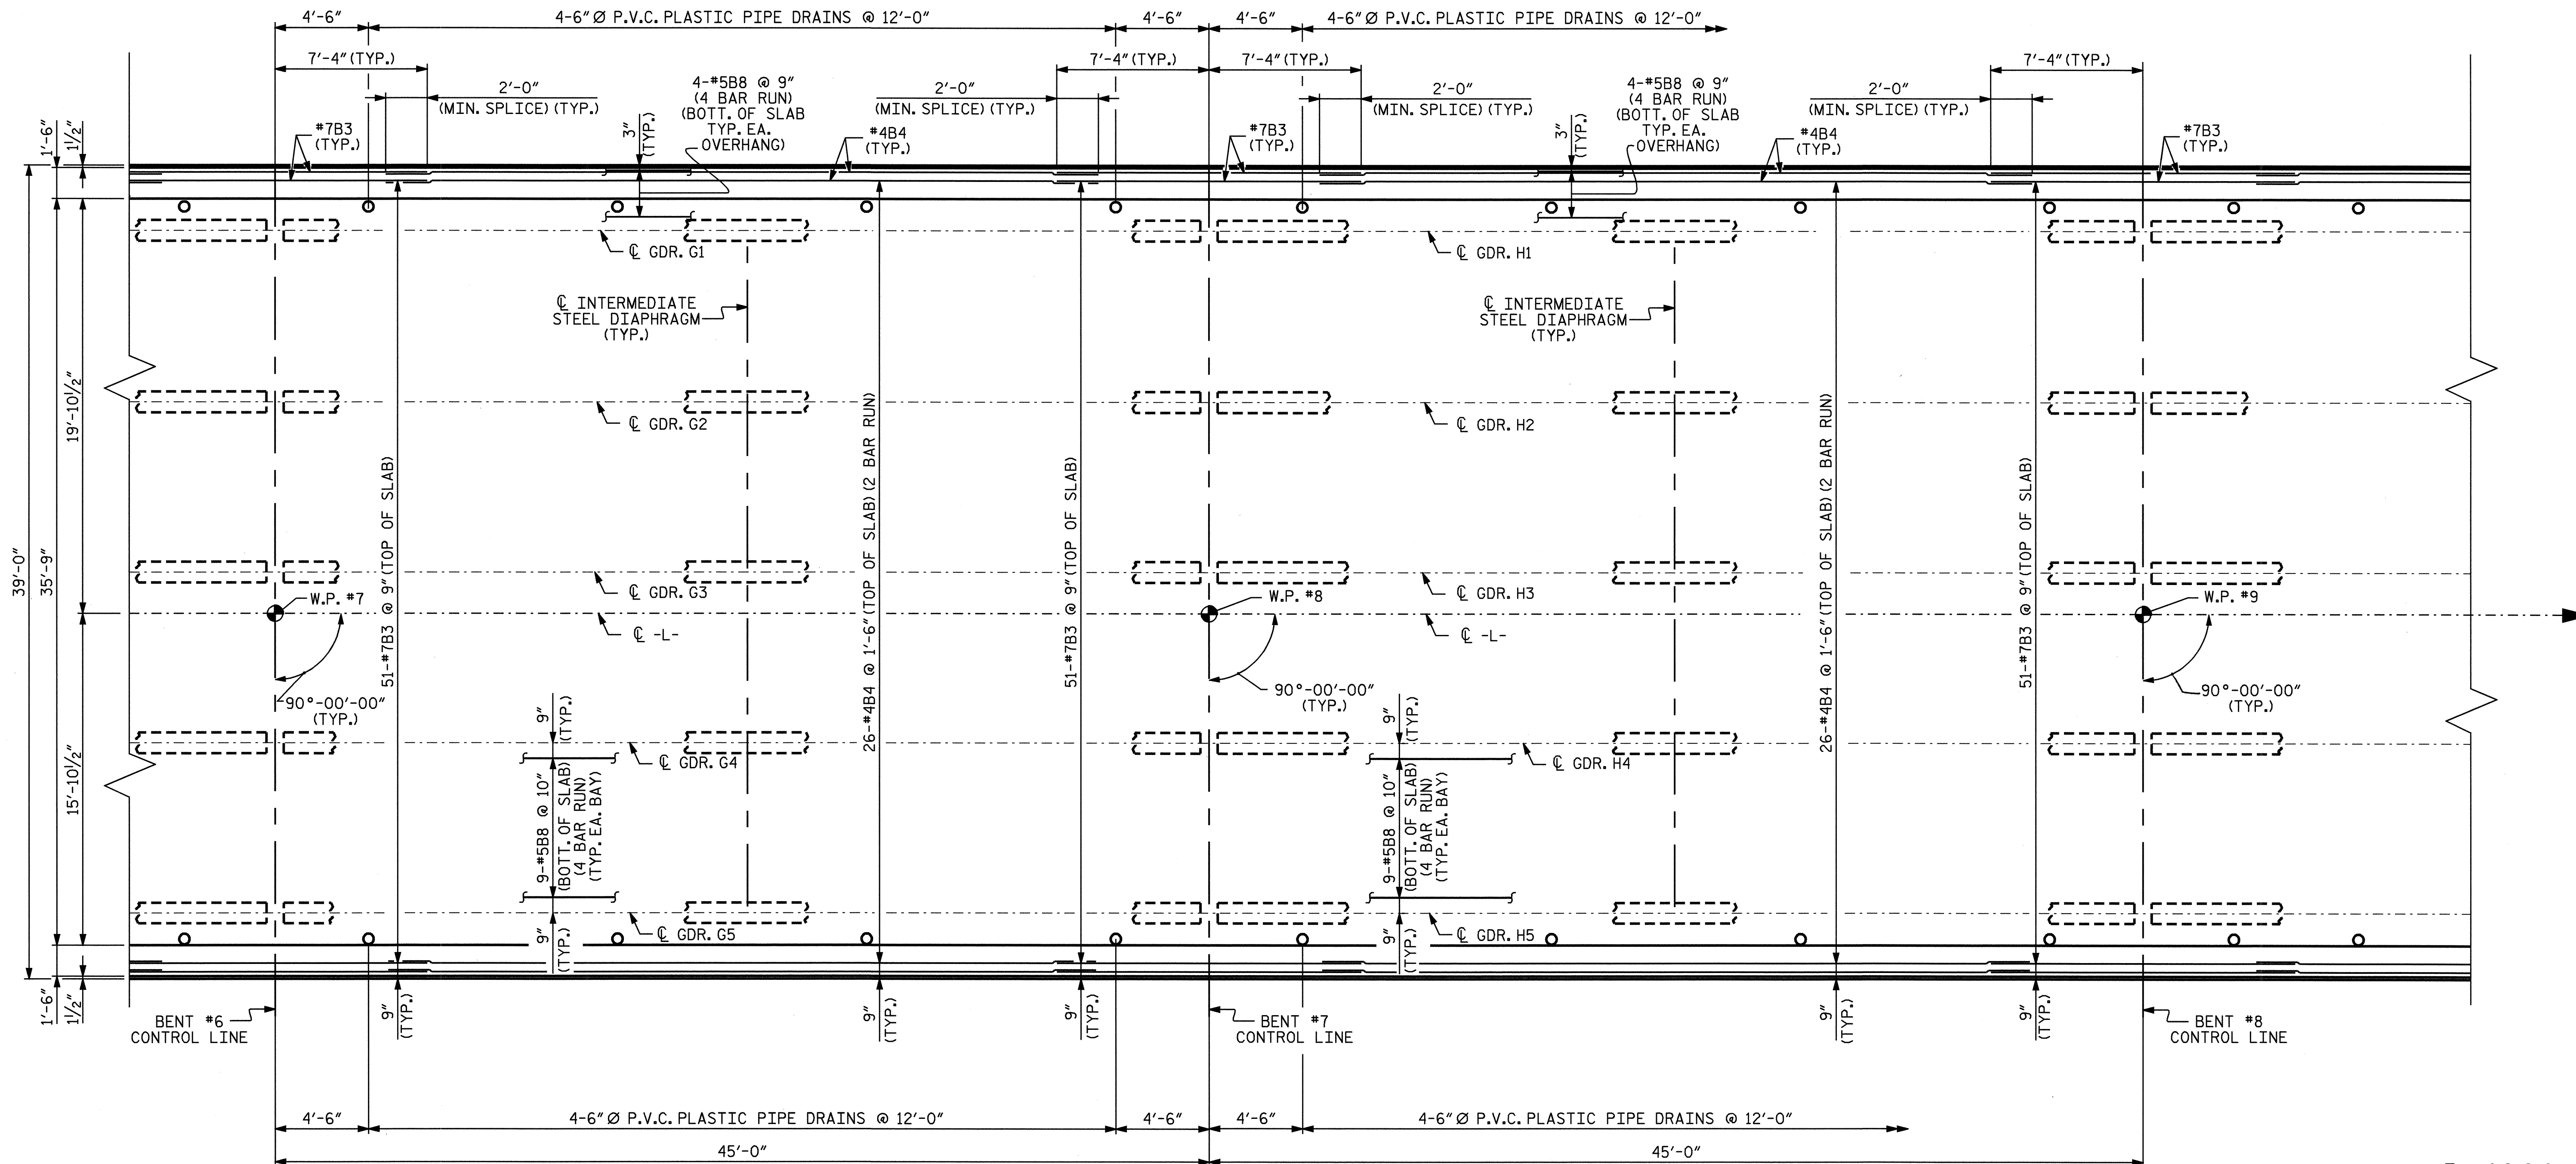 4'-6"
4-6" Ø P.V.C. PLASTIC PIPE DRAINS @ 12'-0"
4'-6"
4'-6"
4-6" Ø P.V.C. PLASTIC PIPE DRAINS @ 12'-0"
7'-4" (TYP.)
7'-4" (TYP.)
7'-4" (TYP.)
7'-4" (TYP.)
2'-0"
(MIN. SPLICE) (TYP.)
4-#5B8 @ 9"
(4 BAR RUN)
(BOTT. OF SLAB
TYP. EA.
OVERHANG)
2'-0"
(MIN. SPLICE) (TYP.)
2'-0"
(MIN. SPLICE) (TYP.)
4-#5B8 @ 9"
(4 BAR RUN)
(BOTT. OF SLAB
TYP. EA.
OVERHANG)
2'-0"
(MIN. SPLICE) (TYP.)
1'-6"
1½"
#7B3
(TYP.)
3"
(TYP.)
#4B4
(TYP.)
#7B3
(TYP.)
3"
(TYP.)
#4B4
(TYP.)
#7B3
(TYP.)
℄ GDR. G1
℄ GDR. H1
℄ INTERMEDIATE
STEEL DIAPHRAGM
(TYP.)
℄ INTERMEDIATE
STEEL DIAPHRAGM
(TYP.)
39'-0"
35'-9"
19'-10½"
15'-10½"
℄ GDR. G2
℄ GDR. H2
51-#7B3 @ 9" (TOP OF SLAB)
26-#4B4 @ 1'-6" (TOP OF SLAB) (2 BAR RUN)
51-#7B3 @ 9" (TOP OF SLAB)
26-#4B4 @ 1'-6" (TOP OF SLAB) (2 BAR RUN)
51-#7B3 @ 9" (TOP OF SLAB)
℄ GDR. G3
℄ GDR. H3
W.P. #7
W.P. #8
W.P. #9
℄ -L-
℄ -L-
90°-00'-00"
(TYP.)
90°-00'-00"
(TYP.)
90°-00'-00"
(TYP.)
9"
(TYP.)
9"
(TYP.)
℄ GDR. G4
℄ GDR. H4
9-#5B8 @ 10"
(BOTT. OF SLAB)
(4 BAR RUN)
(TYP. EA. BAY)
9-#5B8 @ 10"
(BOTT. OF SLAB)
(4 BAR RUN)
(TYP. EA. BAY)
9"
(TYP.)
℄ GDR. G5
9"
(TYP.)
℄ GDR. H5
1'-6"
1½"
9"
(TYP.)
9"
(TYP.)
9"
(TYP.)
9"
(TYP.)
9"
(TYP.)
BENT #6
CONTROL LINE
BENT #7
CONTROL LINE
BENT #8
CONTROL LINE
4'-6"
4-6" Ø P.V.C. PLASTIC PIPE DRAINS @ 12'-0"
4'-6"
4'-6"
4-6" Ø P.V.C. PLASTIC PIPE DRAINS @ 12'-0"
45'-0"
45'-0"